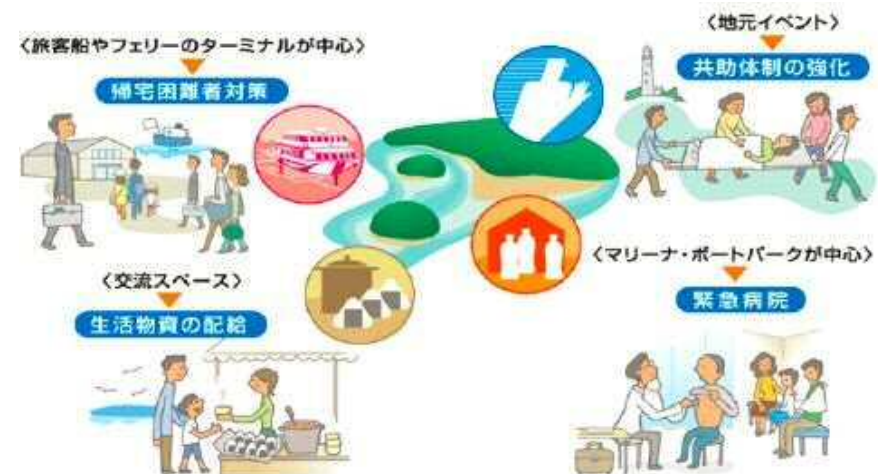 〈旅客船やフェリーのターミナルが中心〉
帰宅困難者対策
〈地元イベント〉
共助体制の強化
〈交流スペース〉
生活物資の配給
〈マリーナ・ボートパークが中心〉
緊急病院